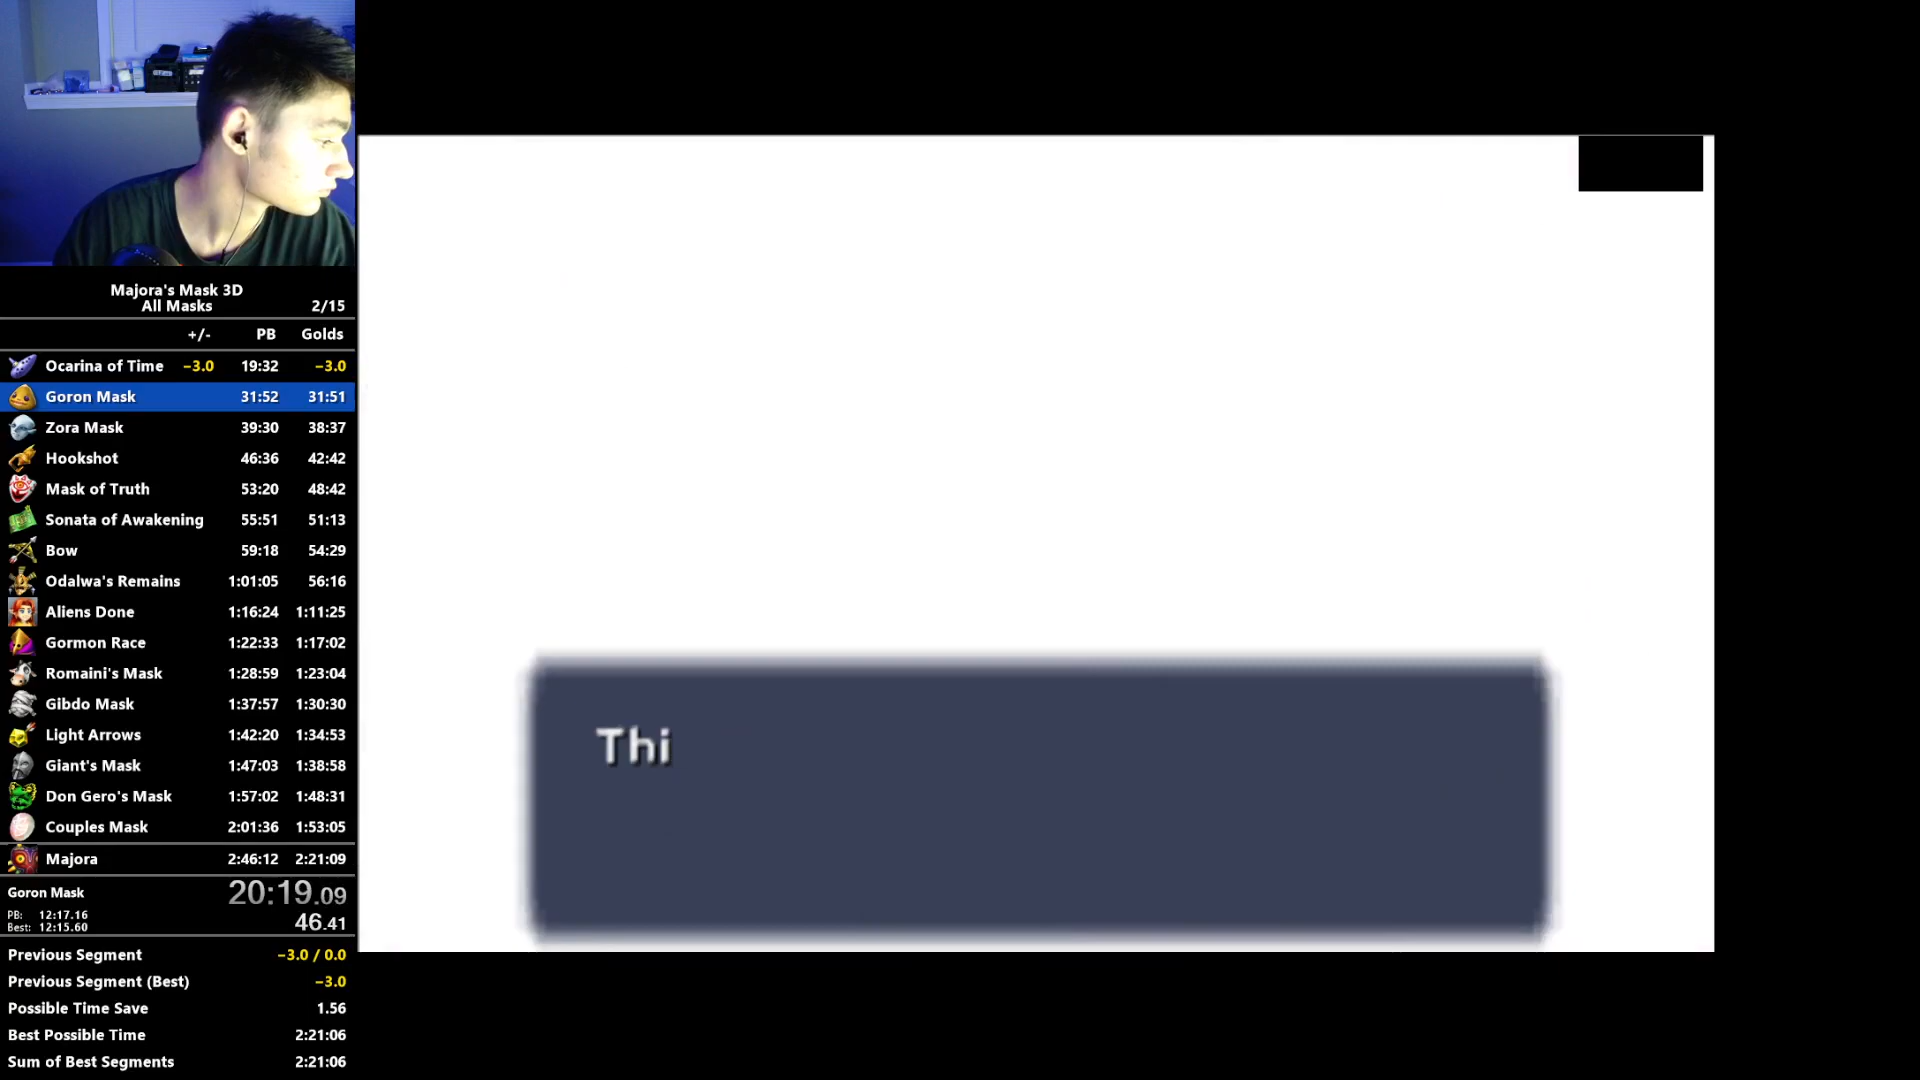 Majora's Mask 3D
All Masks 2/15
+/- PB Golds
Ocarina of Time −3.0 19:32 −3.0
Goron Mask 31:52 31:51
Zora Mask 39:30 38:37
Hookshot 46:36 42:42
Mask of Truth 53:20 48:42
Sonata of Awakening 55:51 51:13
Bow 59:18 54:29
Odalwa's Remains 1:01:05 56:16
Aliens Done 1:16:24 1:11:25
Gormon Race 1:22:33 1:17:02
Romaini's Mask 1:28:59 1:23:04
Gibdo Mask 1:37:57 1:30:30
Light Arrows 1:42:20 1:34:53
Giant's Mask 1:47:03 1:38:58
Don Gero's Mask 1:57:02 1:48:31
Couples Mask 2:01:36 1:53:05
Majora 2:46:12 2:21:09
Goron Mask 20:19.09
PB: 12:17.16 46.41
Best: 12:15.60
Previous Segment −3.0 / 0.0
Previous Segment (Best) −3.0
Possible Time Save 1.56
Best Possible Time 2:21:06
Sum of Best Segments 2:21:06
Thi